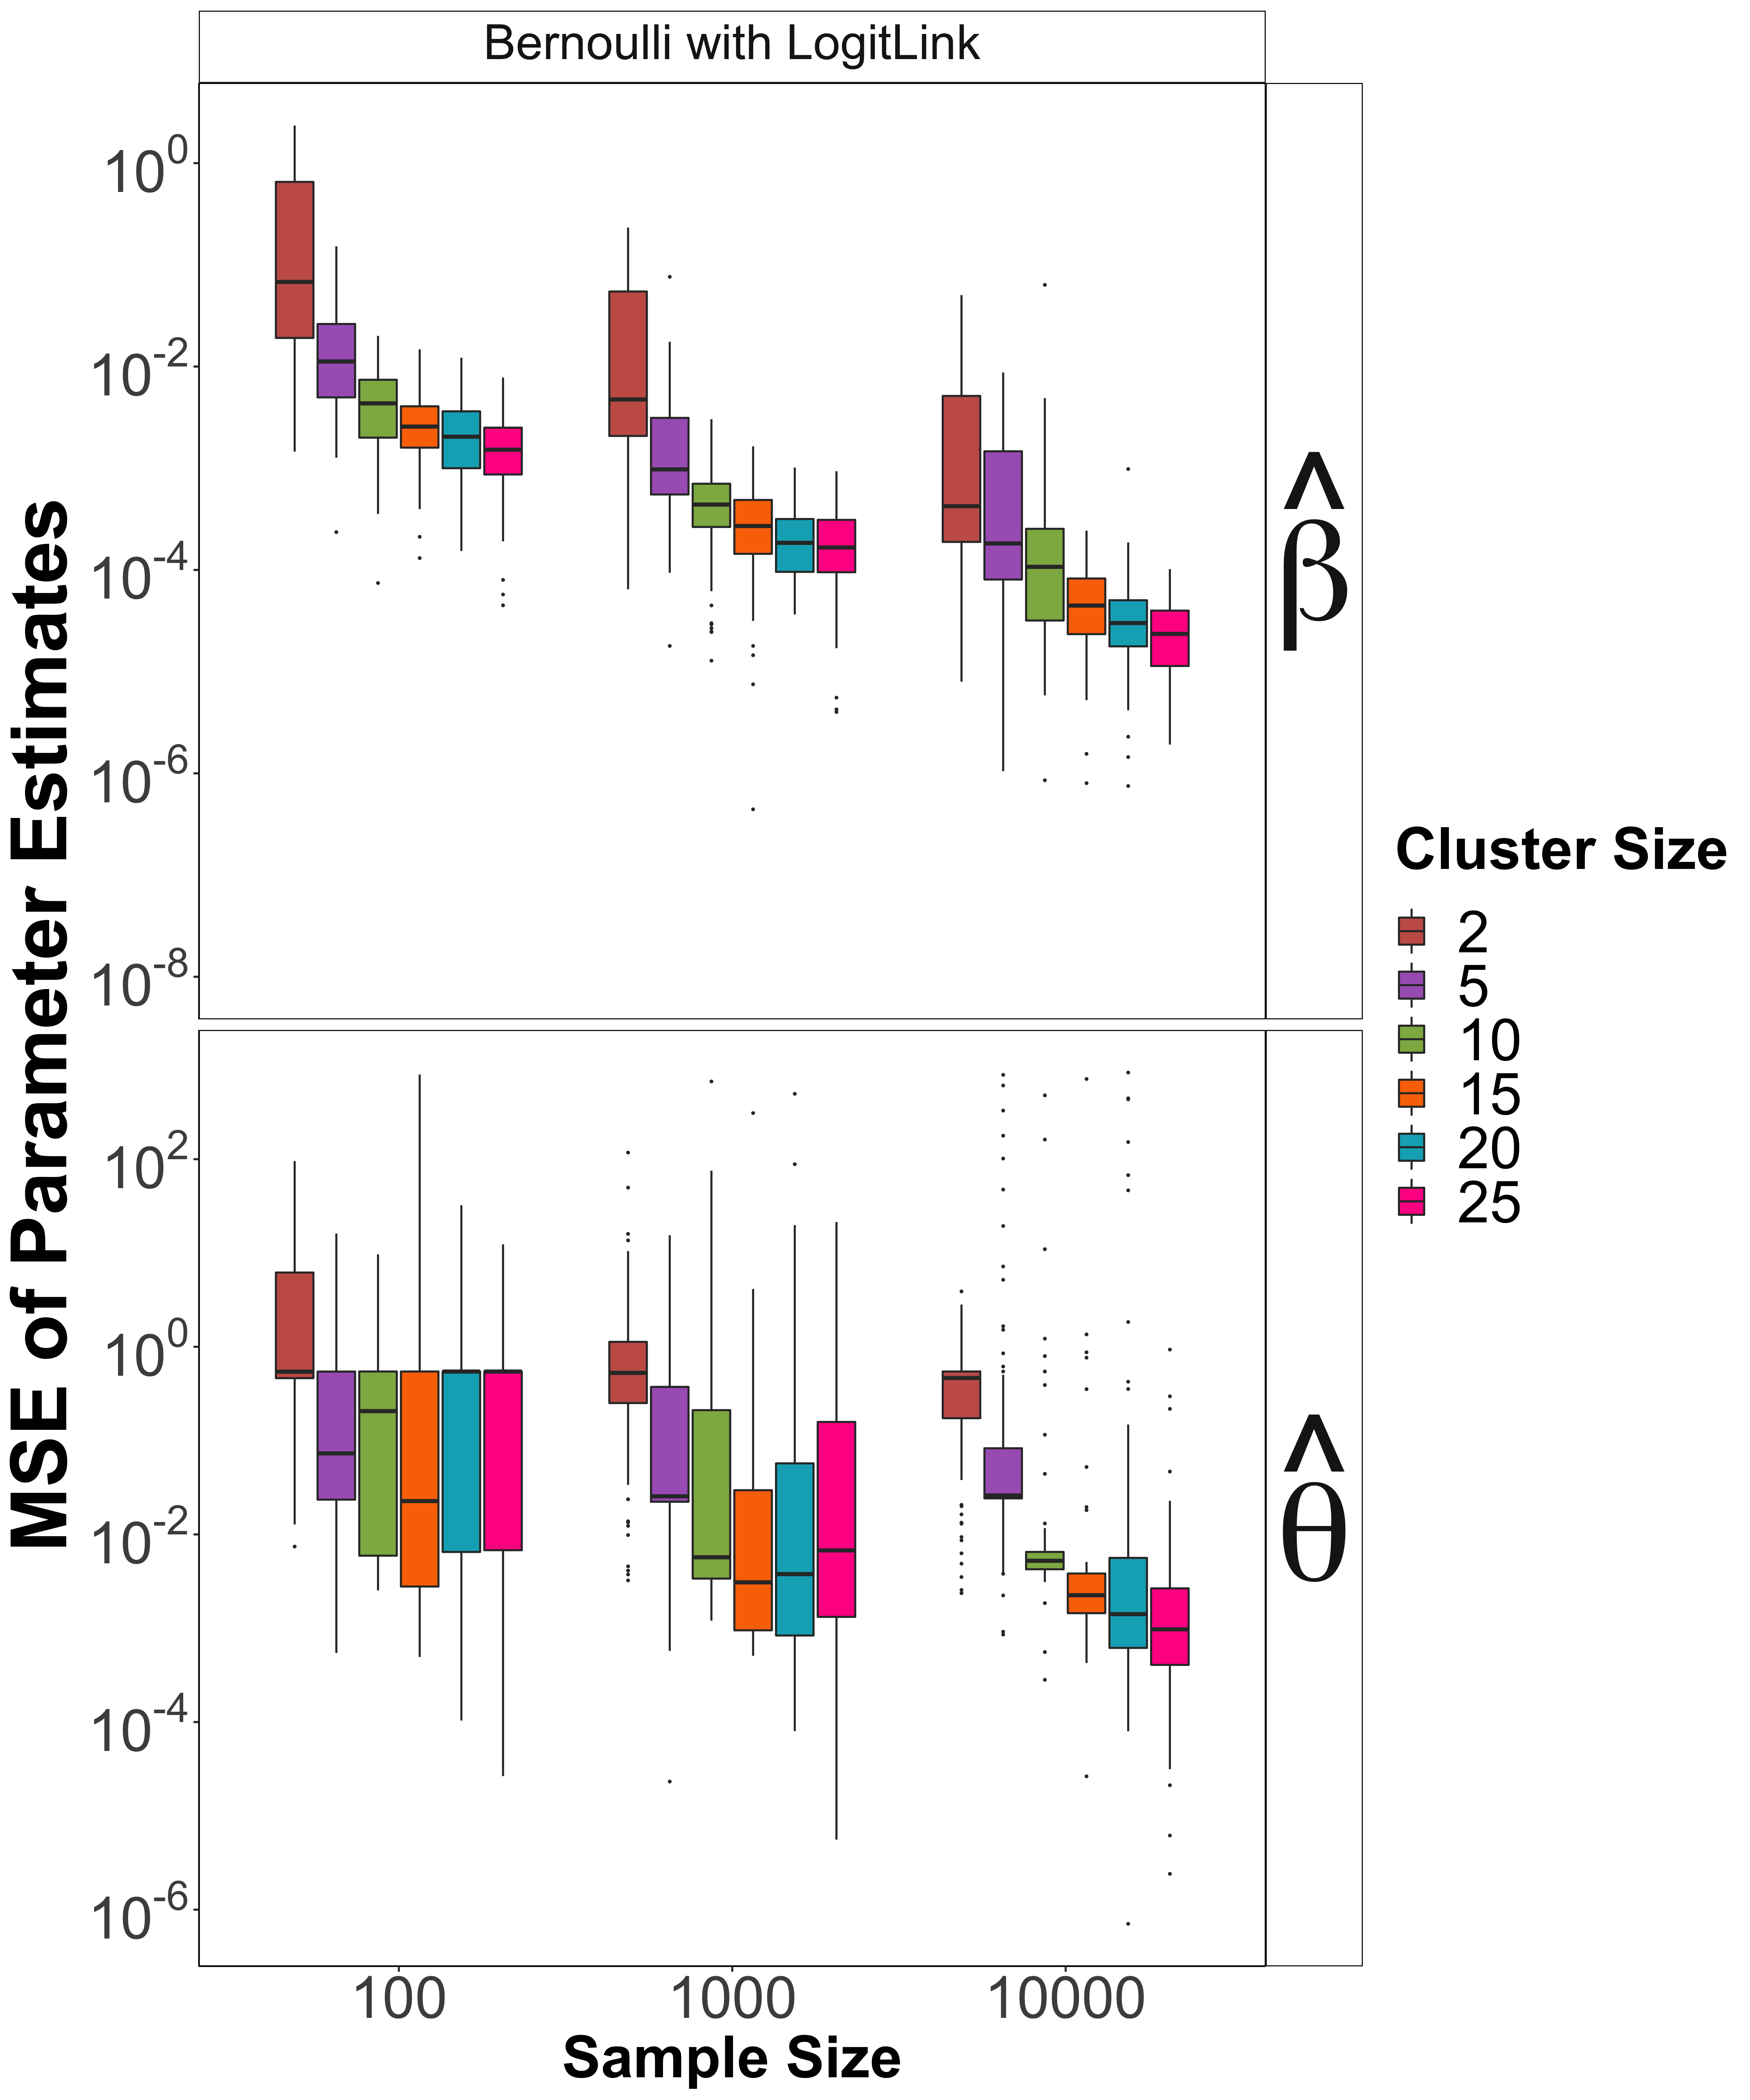 Bernoulli with LogitLink
MSE of Parameter Estimates
10^0
10^-2
10^-4
10^-6
10^-8
β̂
10^2
10^0
10^-2
10^-4
10^-6
θ̂
100 1000 10000
Sample Size
Cluster Size
2
5
10
15
20
25